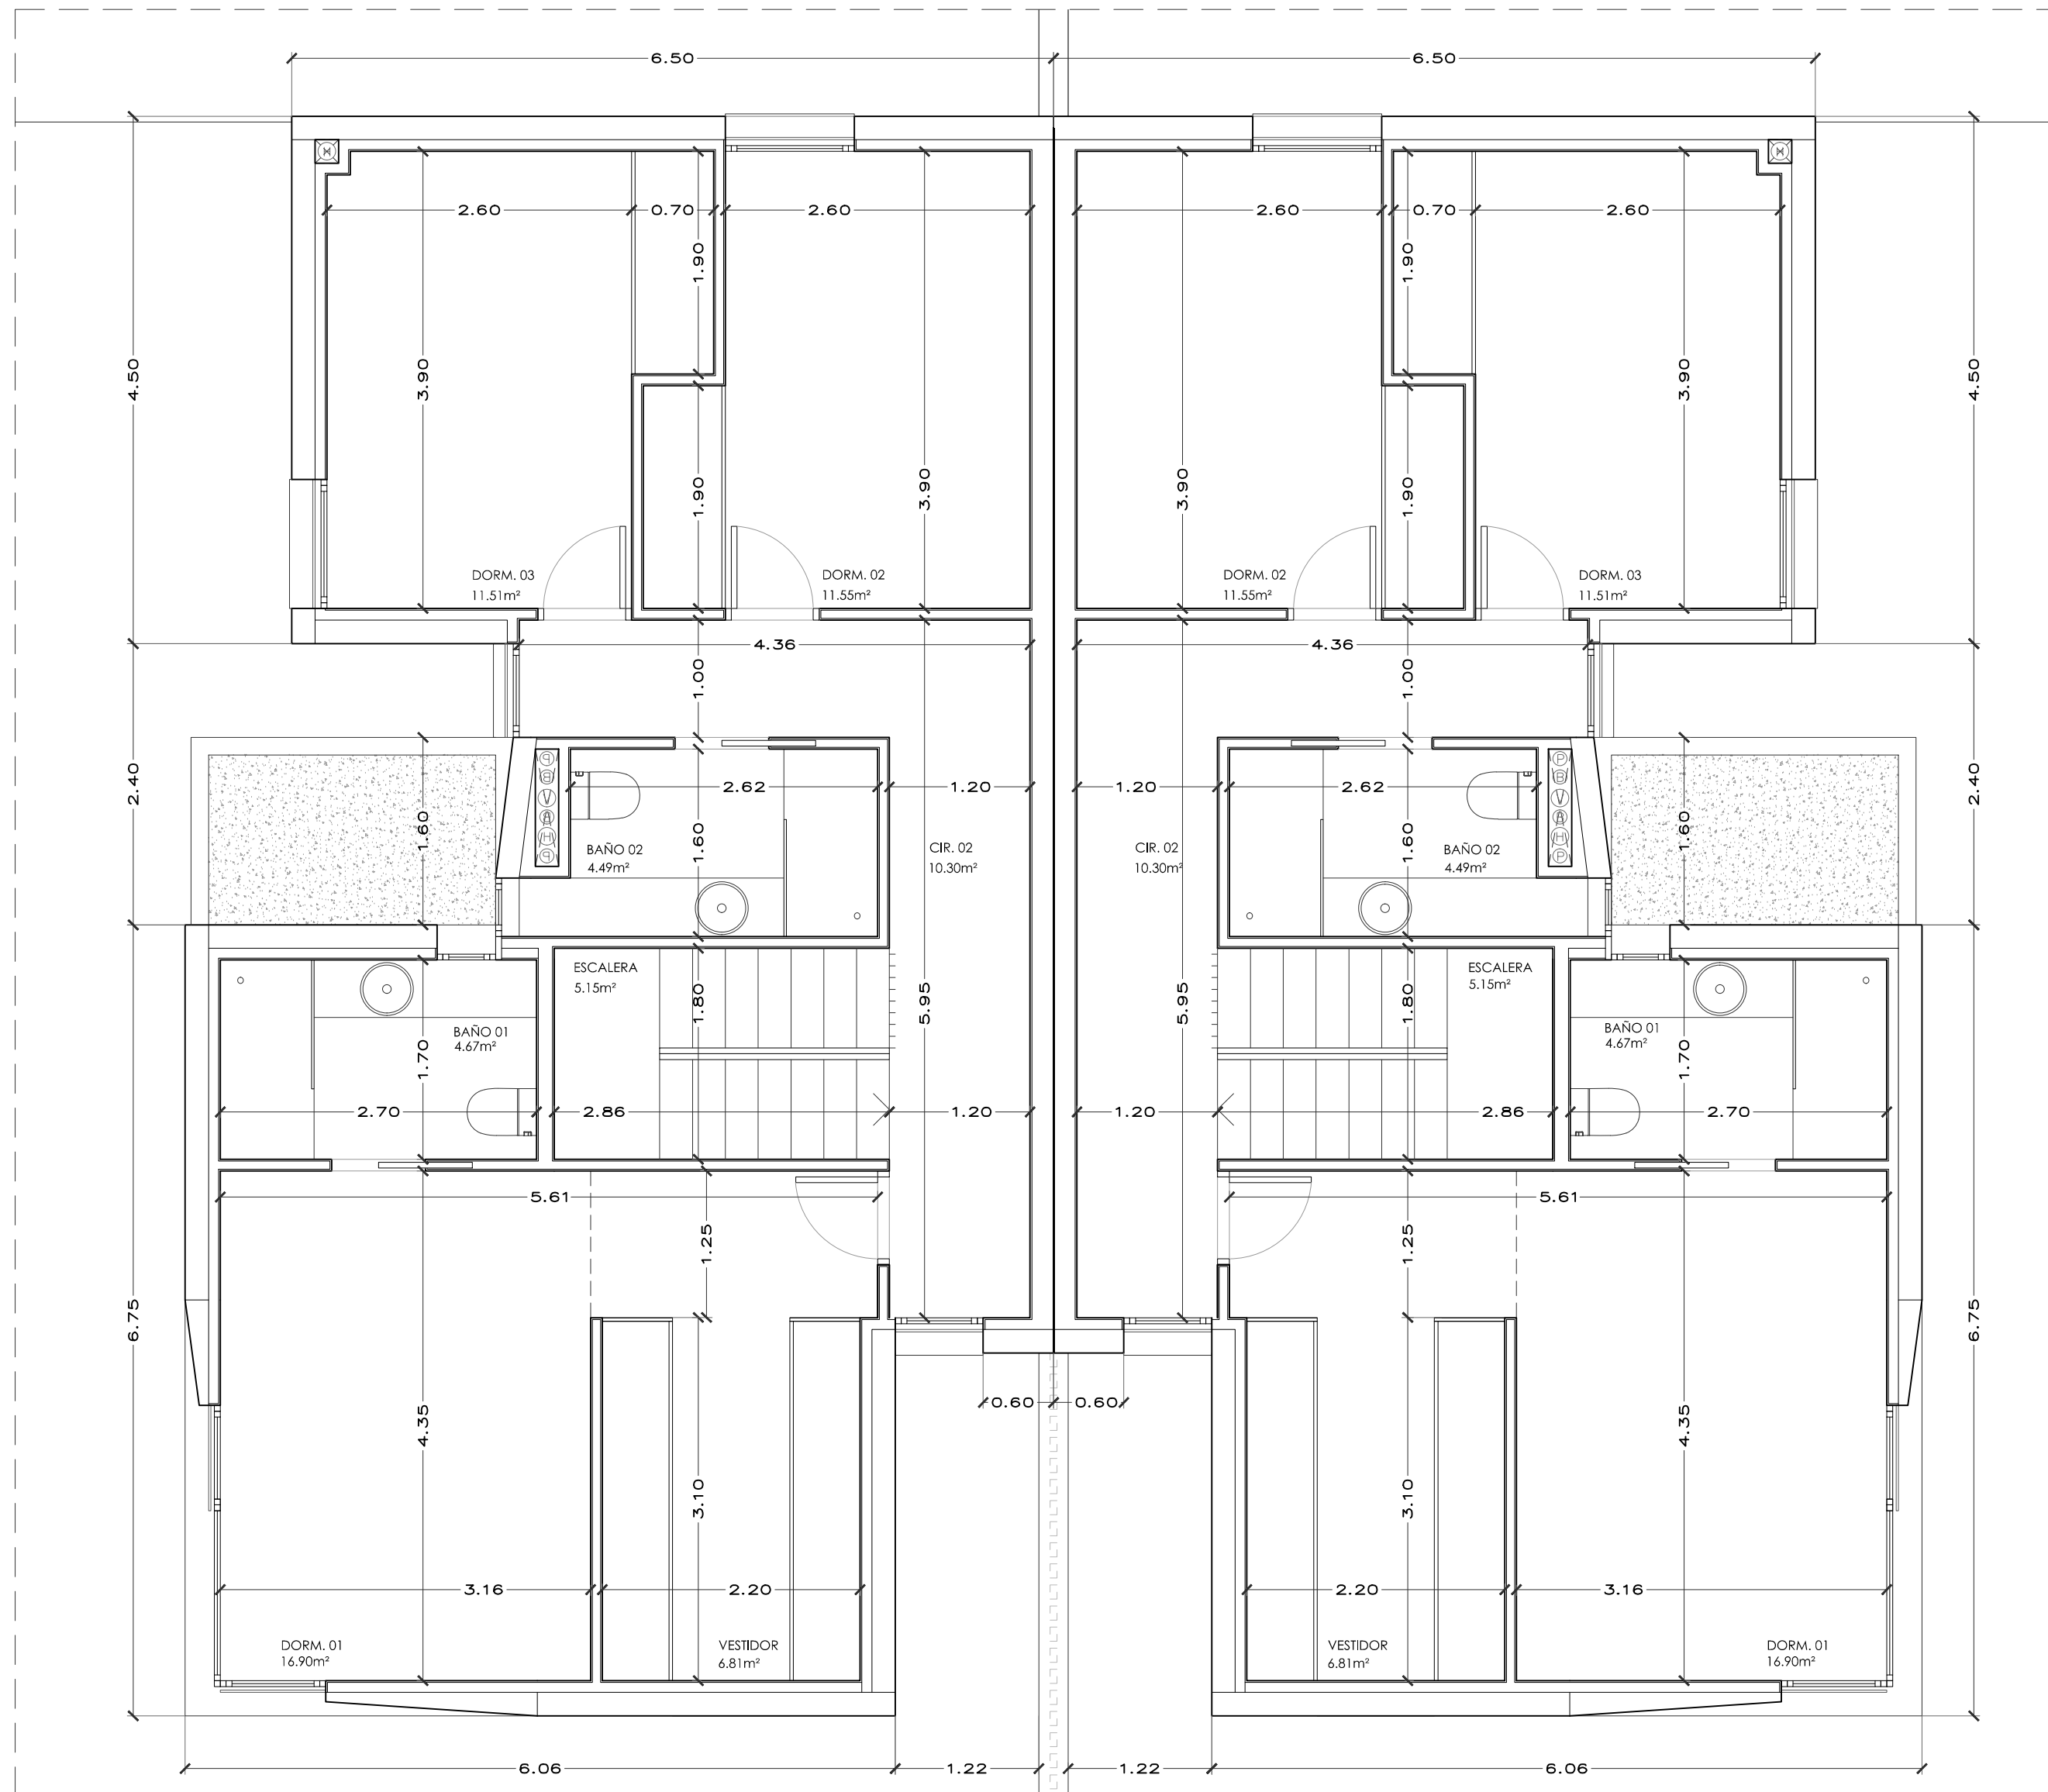 6.50 6.50
2.60 0.70 2.60 2.60 0.70 2.60
1.90 1.90
4.50 3.90 3.90 4.50
1.90 3.90 3.90 1.90
DORM. 03 DORM. 02 DORM. 02 DORM. 03
11.51m² 11.55m² 11.55m² 11.51m²
4.36 4.36
1.00 1.00
2.40 2.62 1.20 1.20 2.62 2.40
1.60 1.60 1.60 1.60
BAÑO 02 CIR. 02 CIR. 02 BAÑO 02
4.49m² 10.30m² 10.30m² 4.49m²
P B V A H P
ESCALERA ESCALERA
5.15m² 5.15m²
1.80 5.95 5.95 1.80
BAÑO 01 BAÑO 01
4.67m² 4.67m²
1.70 1.70
2.70 2.86 1.20 1.20 2.86 2.70
5.61 5.61
1.25 1.25
6.75 6.75
0.60 0.60
4.35 4.35
3.10 3.10
3.16 2.20 2.20 3.16
DORM. 01 VESTIDOR VESTIDOR DORM. 01
16.90m² 6.81m² 6.81m² 16.90m²
6.06 1.22 1.22 6.06